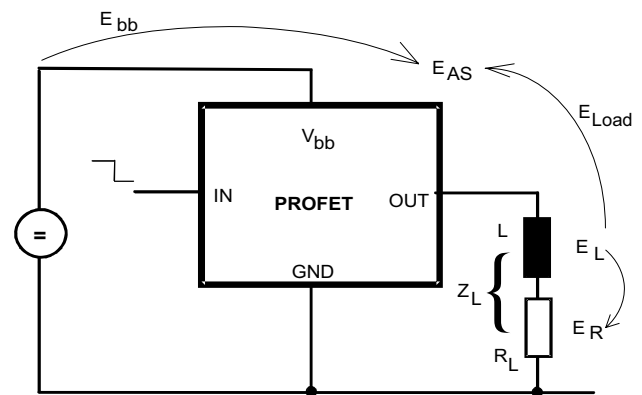 E bb
E AS
E Load
V bb
IN
PROFET
OUT
=
L
E L
GND
Z L
E R
R L